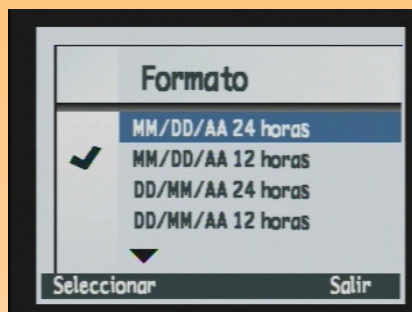 Formato
MM/DD/AA 24 horas
MM/DD/AA 12 horas
DD/MM/AA 24 horas
DD/MM/AA 12 horas
Seleccionar Salir